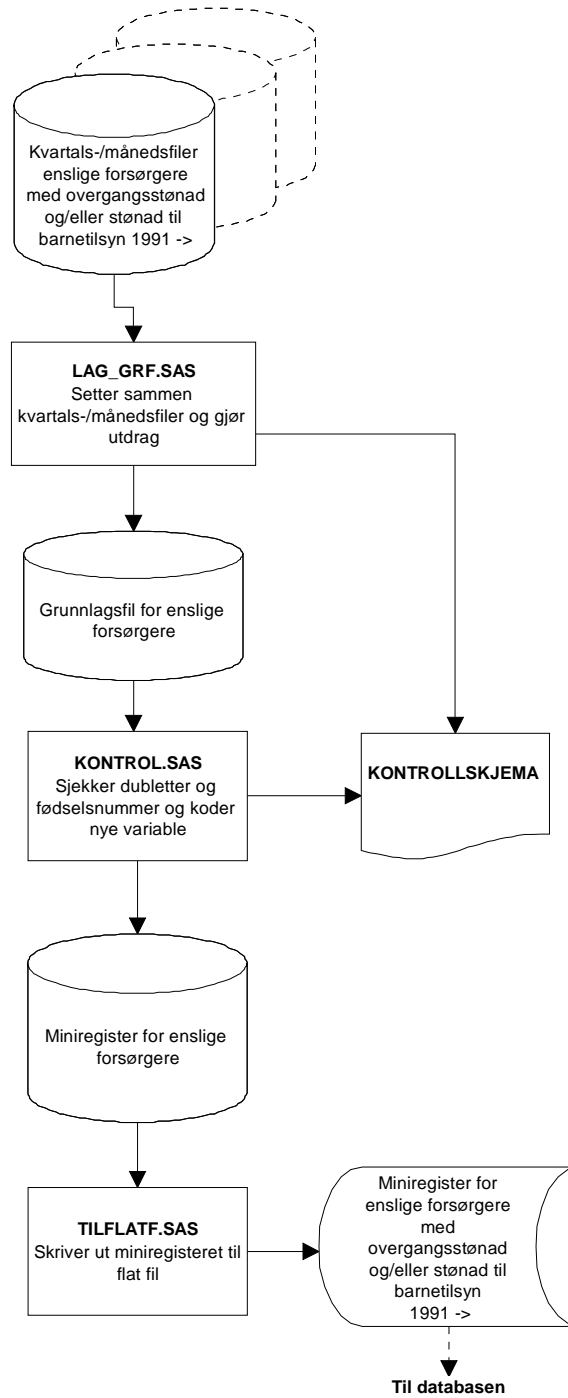 Kvartals-/månedsfiler
enslige forsørgere
med overgangsstønad
og/eller stønad til
barnetilsyn 1991 ->
LAG_GRF.SAS
Setter sammen
kvartals-/månedsfiler og gjør
utdrag
Grunnlagsfil for enslige
forsørgere
KONTROL.SAS
Sjekker dubletter og
fødselsnummer og koder
nye variable
KONTROLLSKJEMA
Miniregister for enslige
forsørgere
TILFLATF.SAS
Skriver ut miniregisteret til
flat fil
Miniregister for
enslige forsørgere
med
overgangsstønad
og/eller stønad til
barnetilsyn
1991 ->
Til databasen